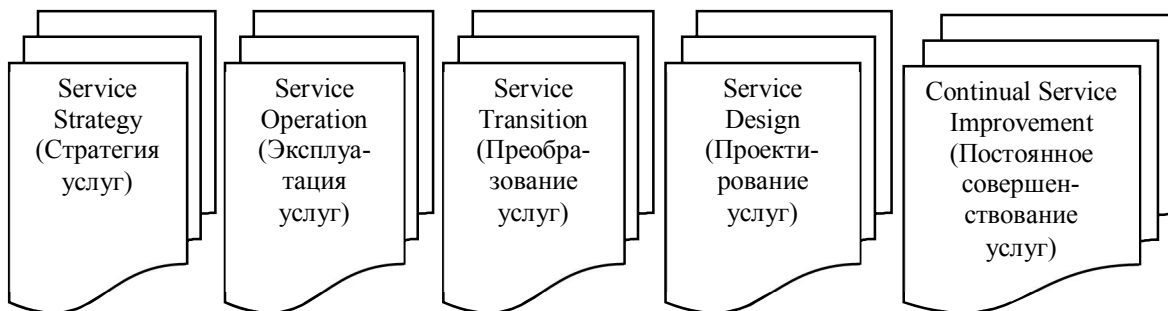 Service
Strategy
(Стратегия
услуг)
Service
Operation
(Эксплуа-
тация
услуг)
Service
Transition
(Преобра-
зование
услуг)
Service
Design
(Проекти-
рование
услуг)
Continual Service
Improvement
(Постоянное
совершен-
ствование
услуг)